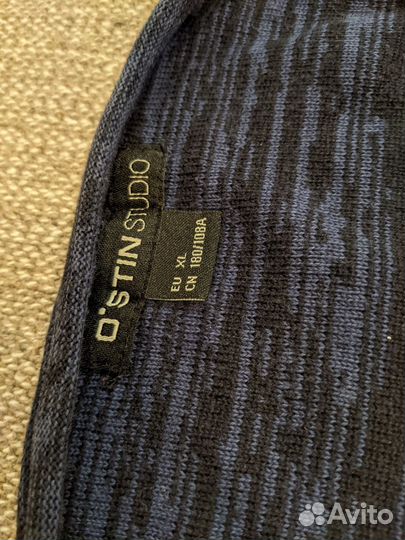 O'STIN STUDIO
EU XL
CN 180/108A
Avito